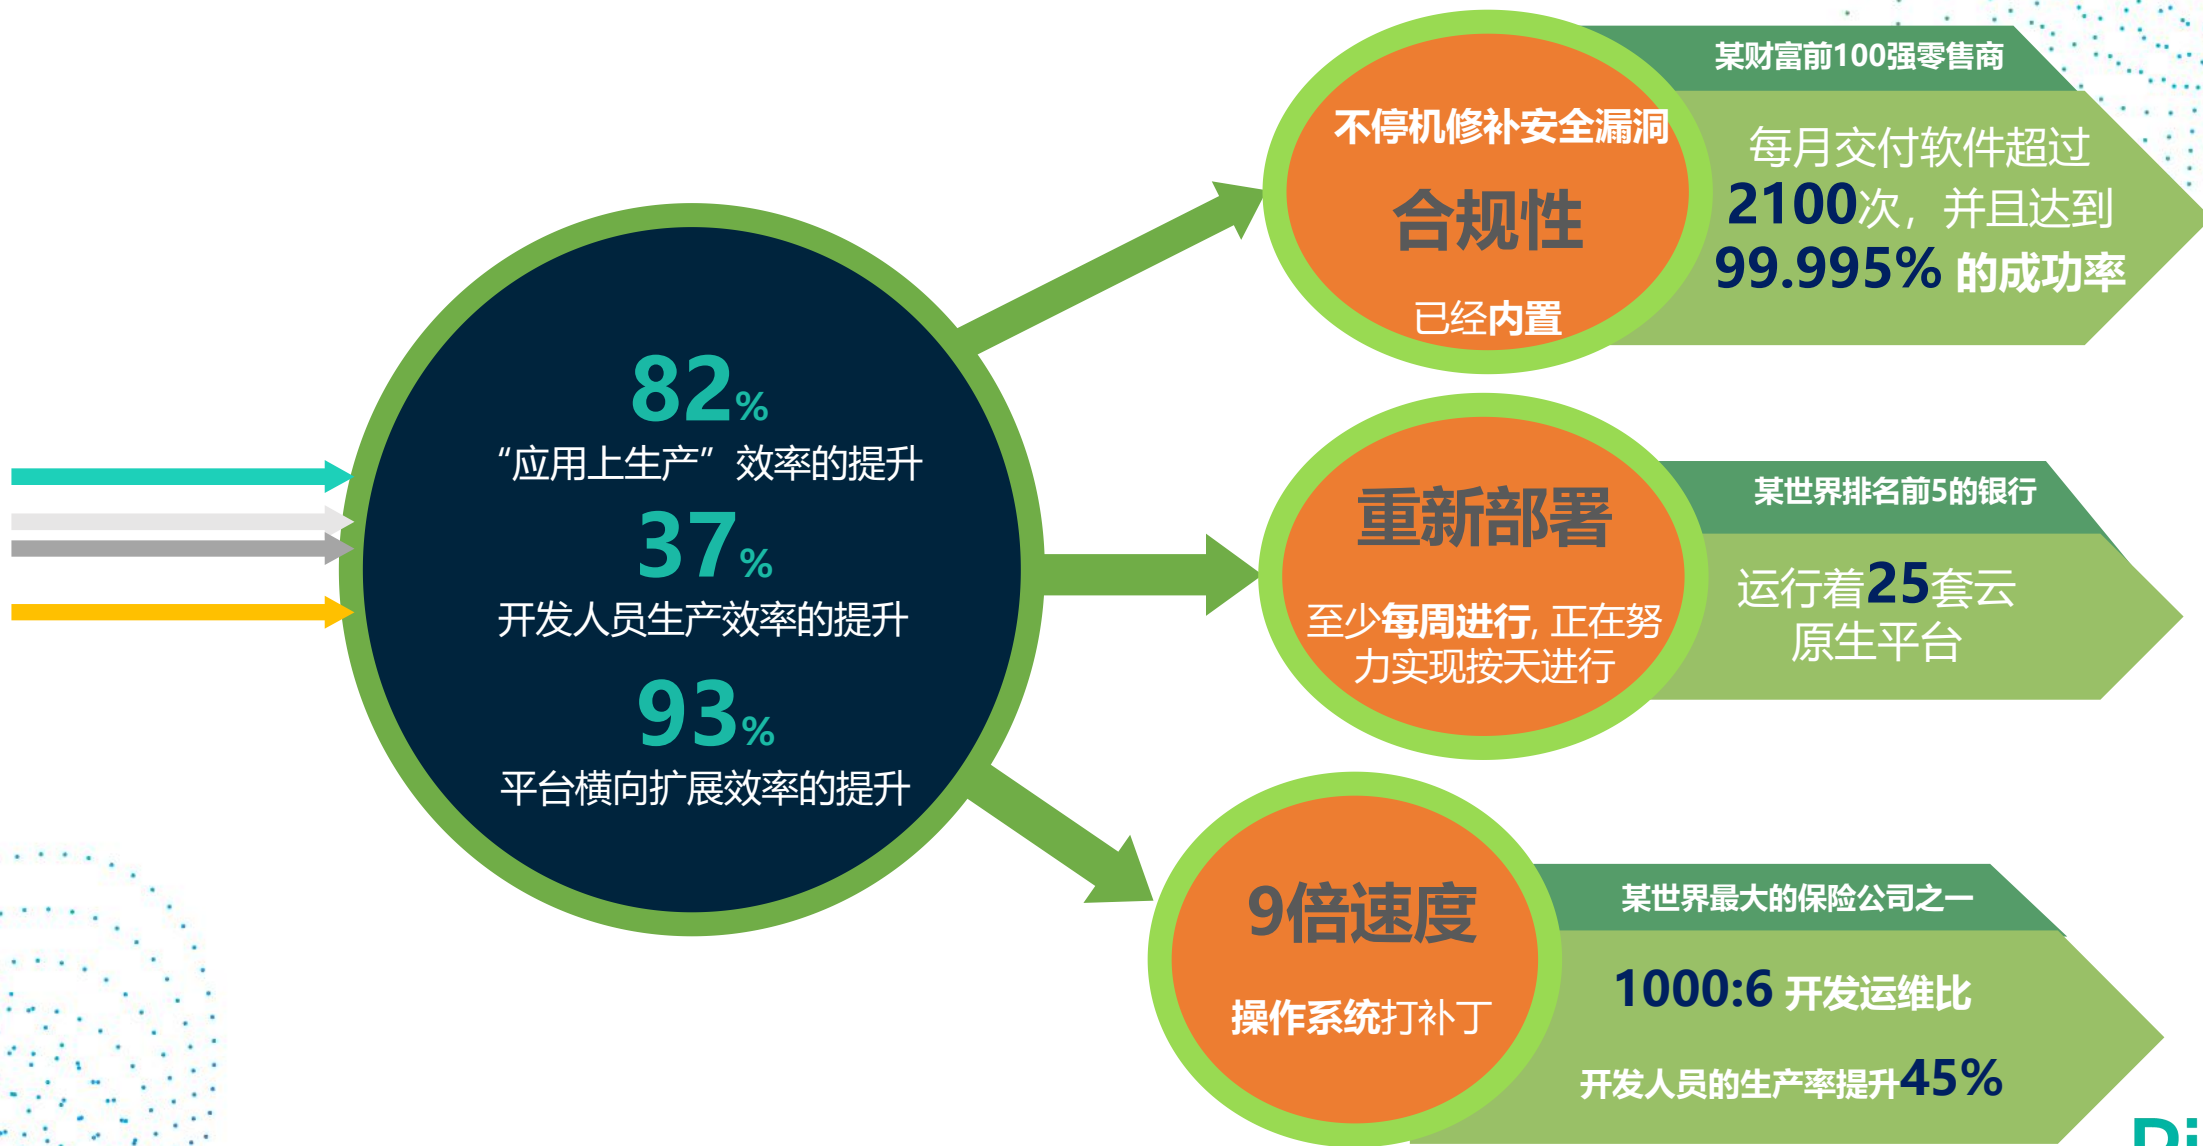 82%
“应用上生产”效率的提升
37%
开发人员生产效率的提升
93%
平台横向扩展效率的提升
不停机修补安全漏洞
合规性
已经内置
某财富前100强零售商
每月交付软件超过
2100次，并且达到
99.995% 的成功率
重新部署
至少每周进行, 正在努
力实现按天进行
某世界排名前5的银行
运行着25套云
原生平台
9倍速度
操作系统打补丁
某世界最大的保险公司之一
1000:6 开发运维比
开发人员的生产率提升45%